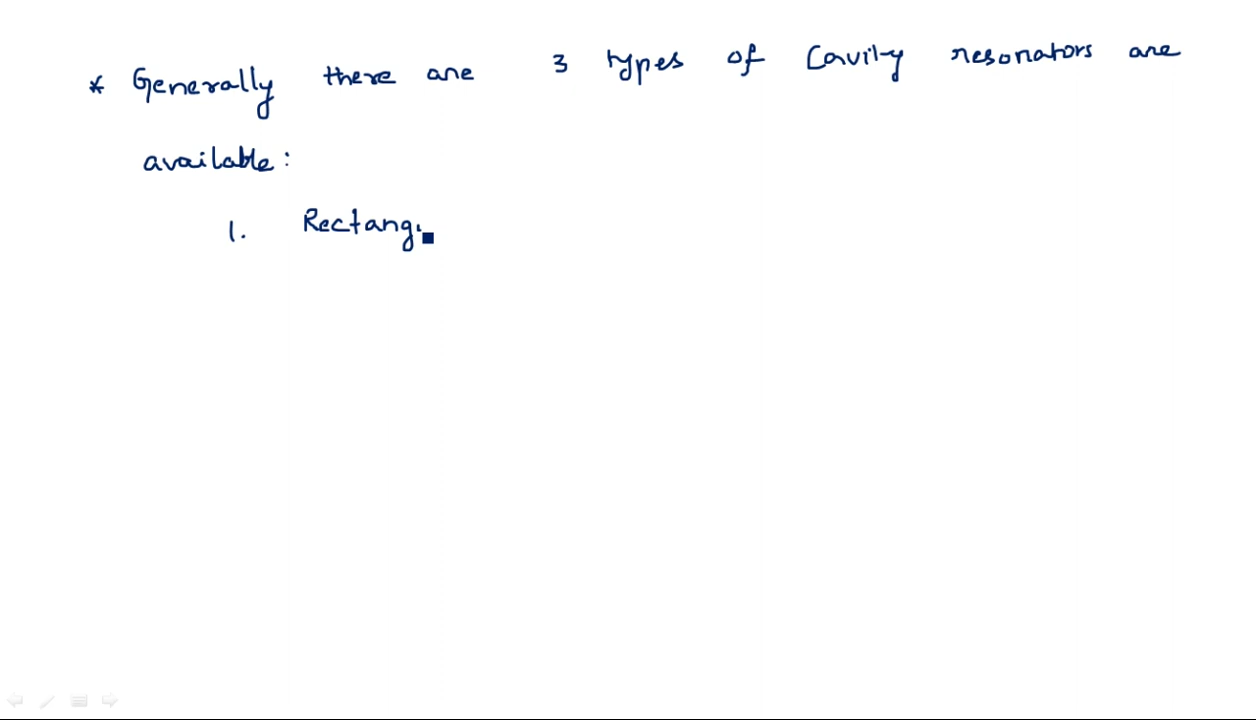 * Generally there are 3 types of Cavity resonators are
available:
1. Rectang